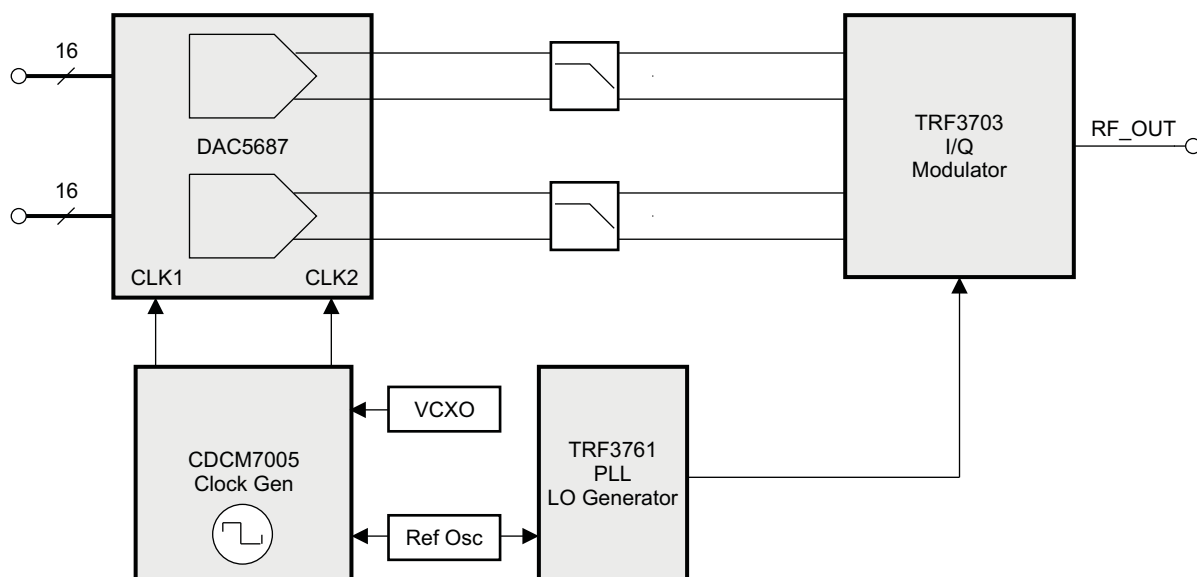 16
DAC5687
16
CLK1
CLK2
TRF3703
I/Q
Modulator
RF_OUT
CDCM7005
Clock Gen
VCXO
Ref Osc
TRF3761
PLL
LO Generator